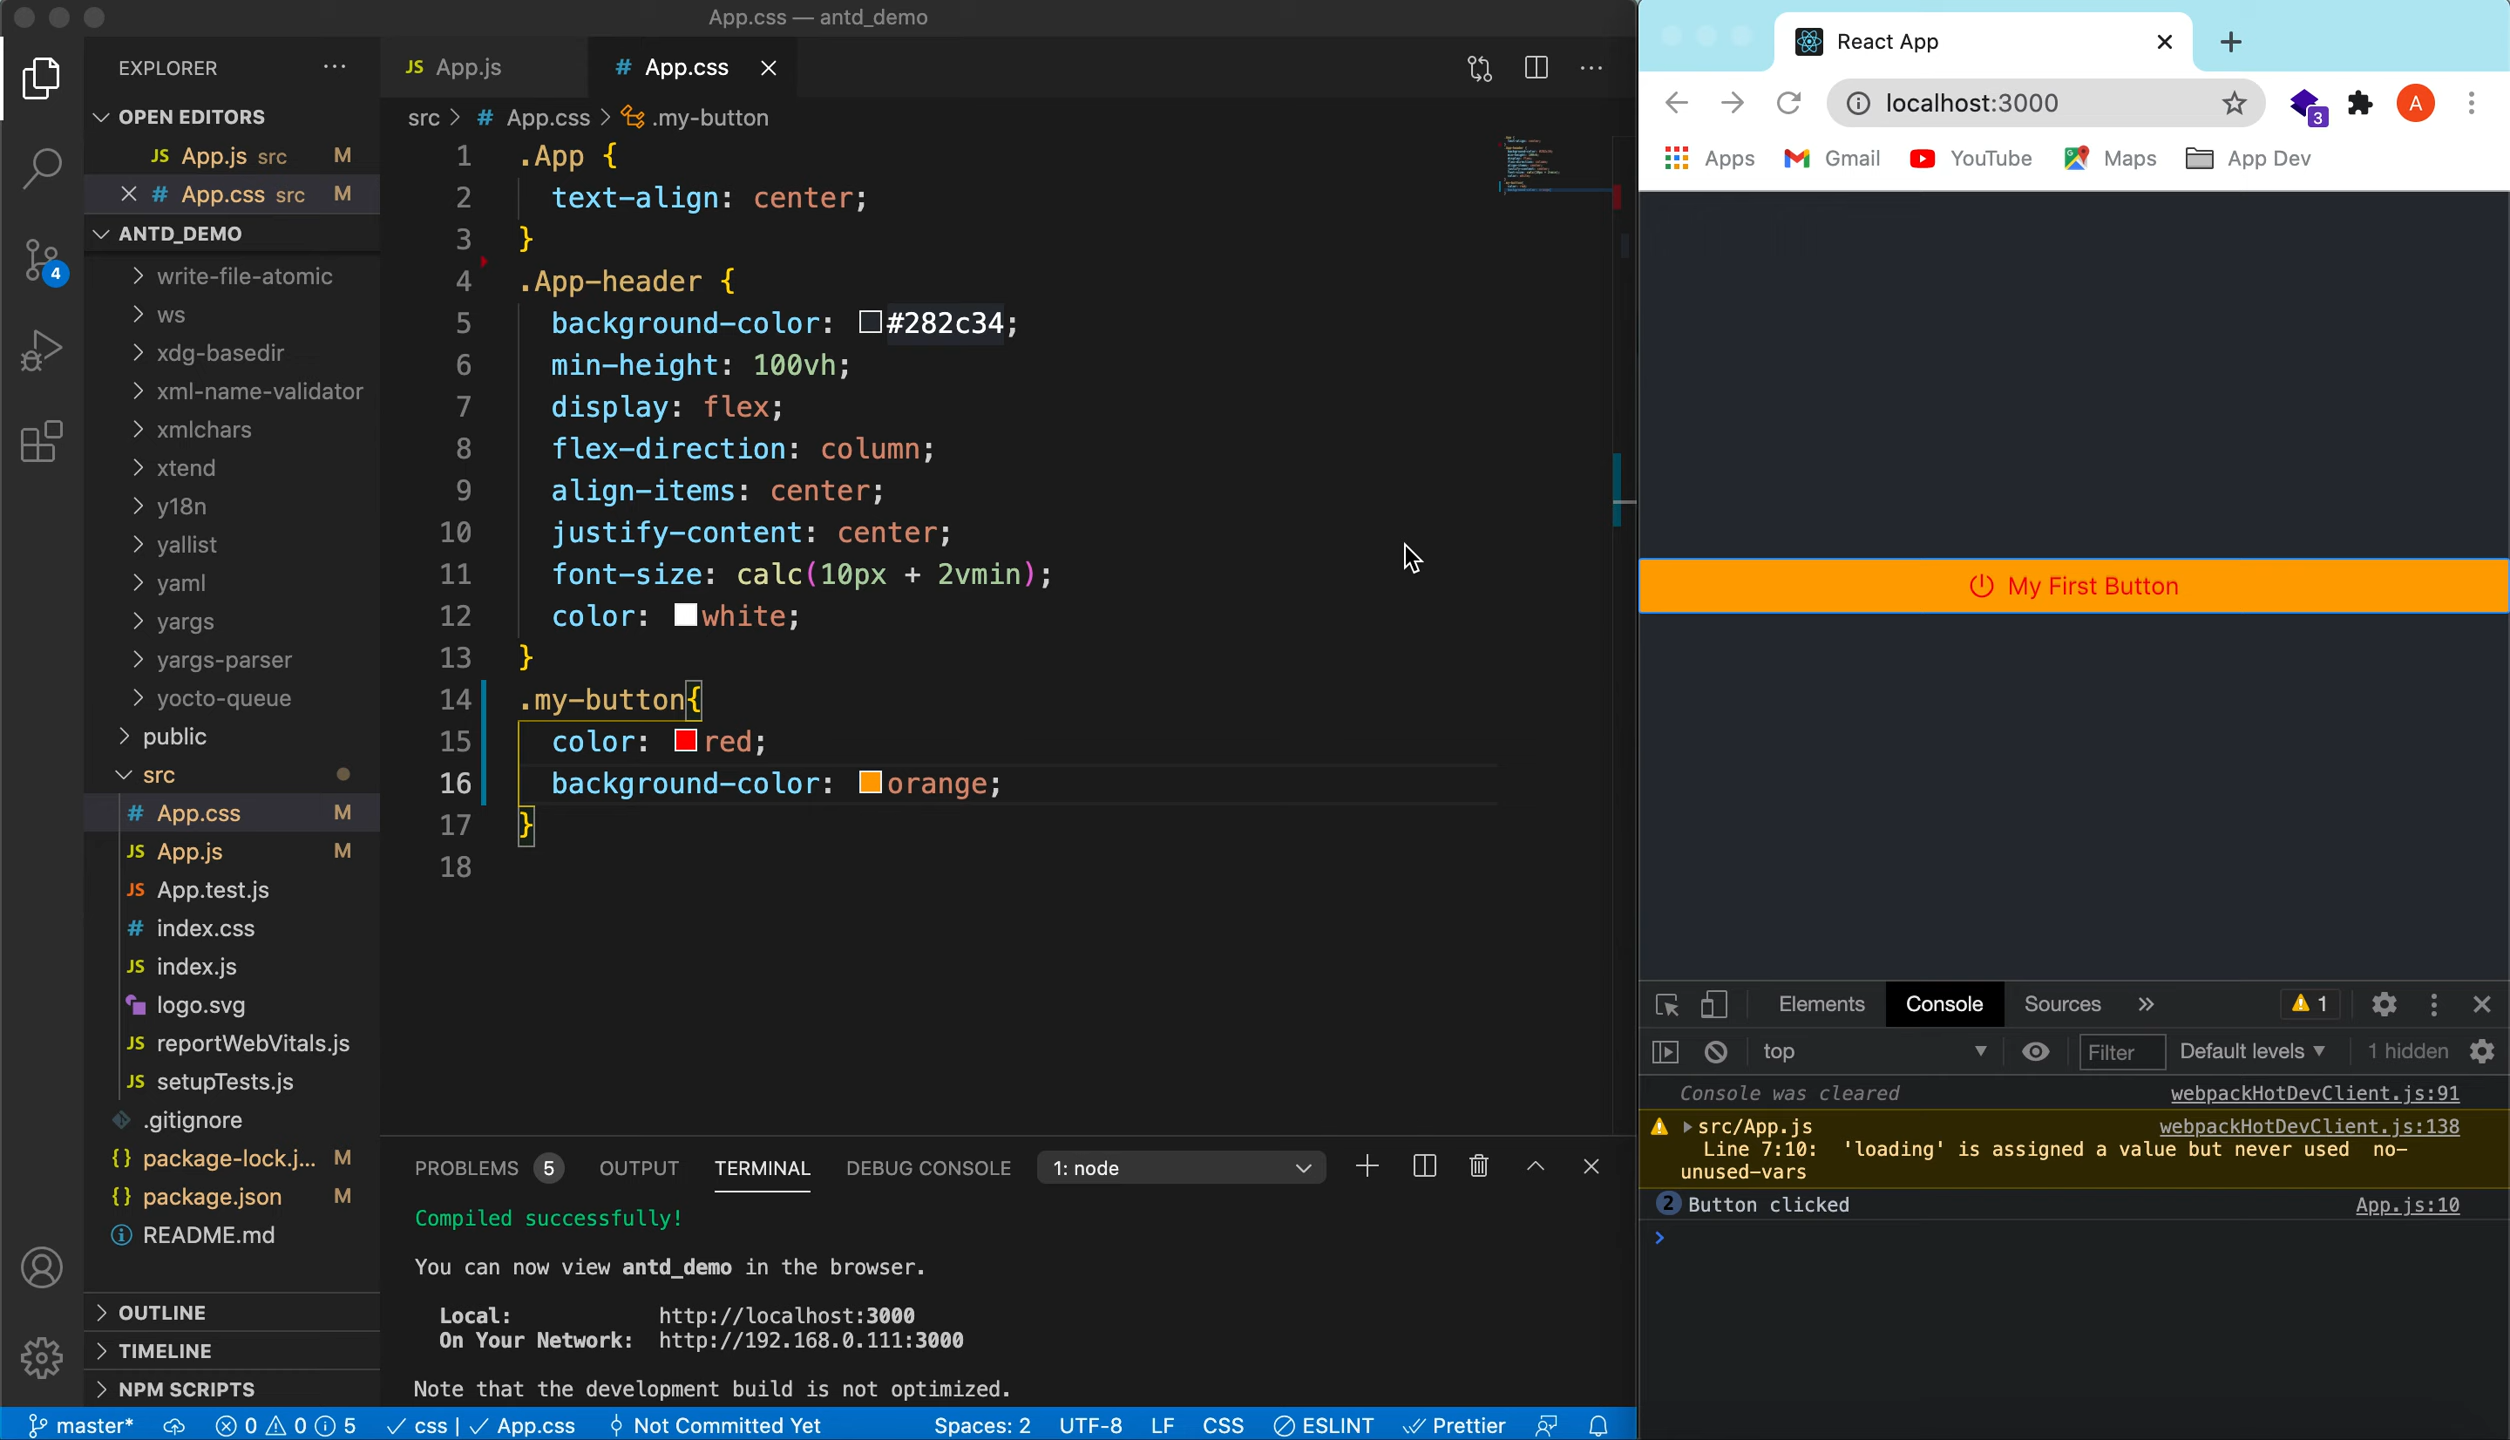 App.css — antd_demo
EXPLORER
OPEN EDITORS
JS App.js src M
# App.css src M
ANTD_DEMO
write-file-atomic
ws
xdg-basedir
xml-name-validator
xmlchars
xtend
y18n
yallist
yaml
yargs
yargs-parser
yocto-queue
public
src
# App.css M
JS App.js M
JS App.test.js
# index.css
JS index.js
logo.svg
JS reportWebVitals.js
JS setupTests.js
.gitignore
{} package-lock.j... M
{} package.json M
README.md
OUTLINE
TIMELINE
NPM SCRIPTS
4
JS App.js
# App.css
src > # App.css > .my-button
1 .App {
2 text-align: center;
3 }
4 .App-header {
5 background-color: #282c34;
6 min-height: 100vh;
7 display: flex;
8 flex-direction: column;
9 align-items: center;
10 justify-content: center;
11 font-size: calc(10px + 2vmin);
12 color: white;
13 }
14 .my-button{
15 color: red;
16 background-color: orange;
17 }
18
PROBLEMS 5 OUTPUT TERMINAL DEBUG CONSOLE 1: node
Compiled successfully!
You can now view antd_demo in the browser.
Local: http://localhost:3000
On Your Network: http://192.168.0.111:3000
Note that the development build is not optimized.
master* 0 0 5 css | App.css Not Committed Yet Spaces: 2 UTF-8 LF CSS ESLINT Prettier
React App
localhost:3000
3
A
Apps Gmail YouTube Maps App Dev
My First Button
Elements Console Sources » 1
top Filter Default levels 1 hidden
Console was cleared webpackHotDevClient.js:91
src/App.js webpackHotDevClient.js:138
Line 7:10: 'loading' is assigned a value but never used no-
unused-vars
2 Button clicked App.js:10